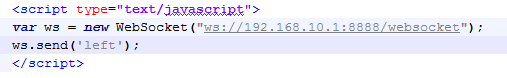 <script type="text/javascript">
var ws = new WebSocket("ws://192.168.10.1:8888/websocket");
ws.send('left');
</script>